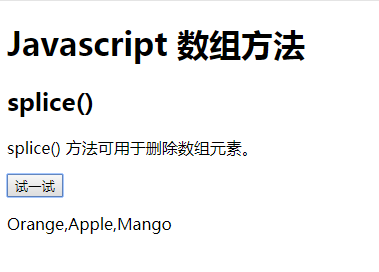 Javascript 数组方法
splice()
splice() 方法可用于删除数组元素。
试一试
Orange,Apple,Mango